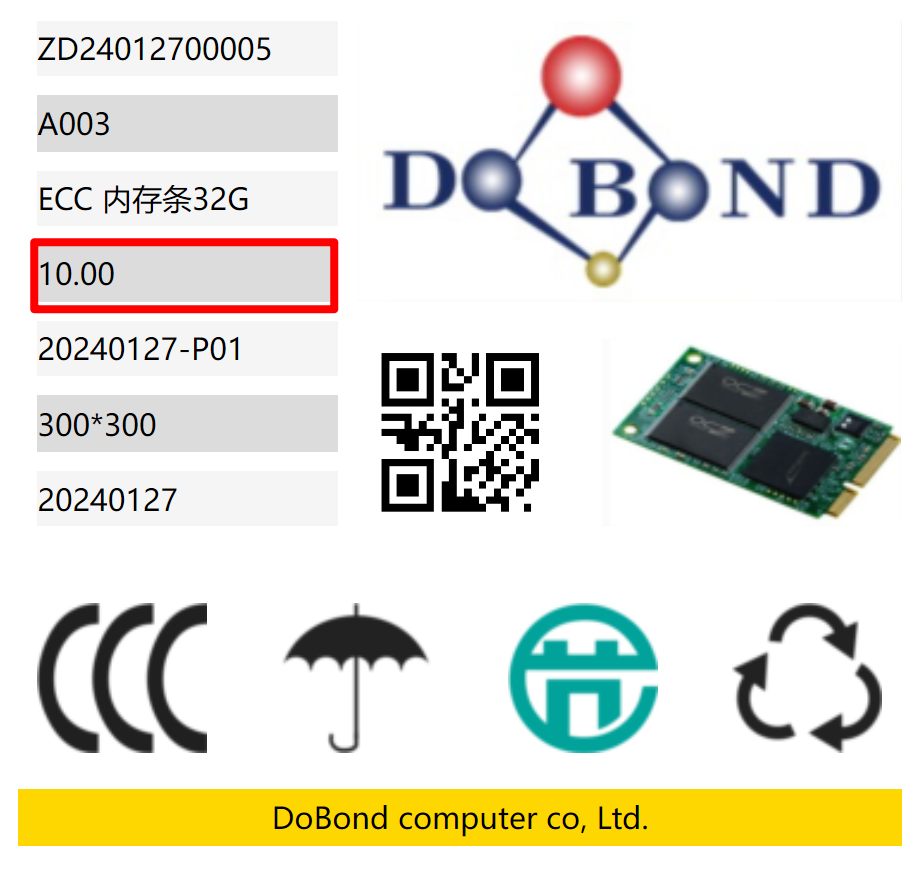 ZD24012700005
A003
ECC 内存条32G
10.00
20240127-P01
300*300
20240127
DOBOND
CCC
DoBond computer co, Ltd.